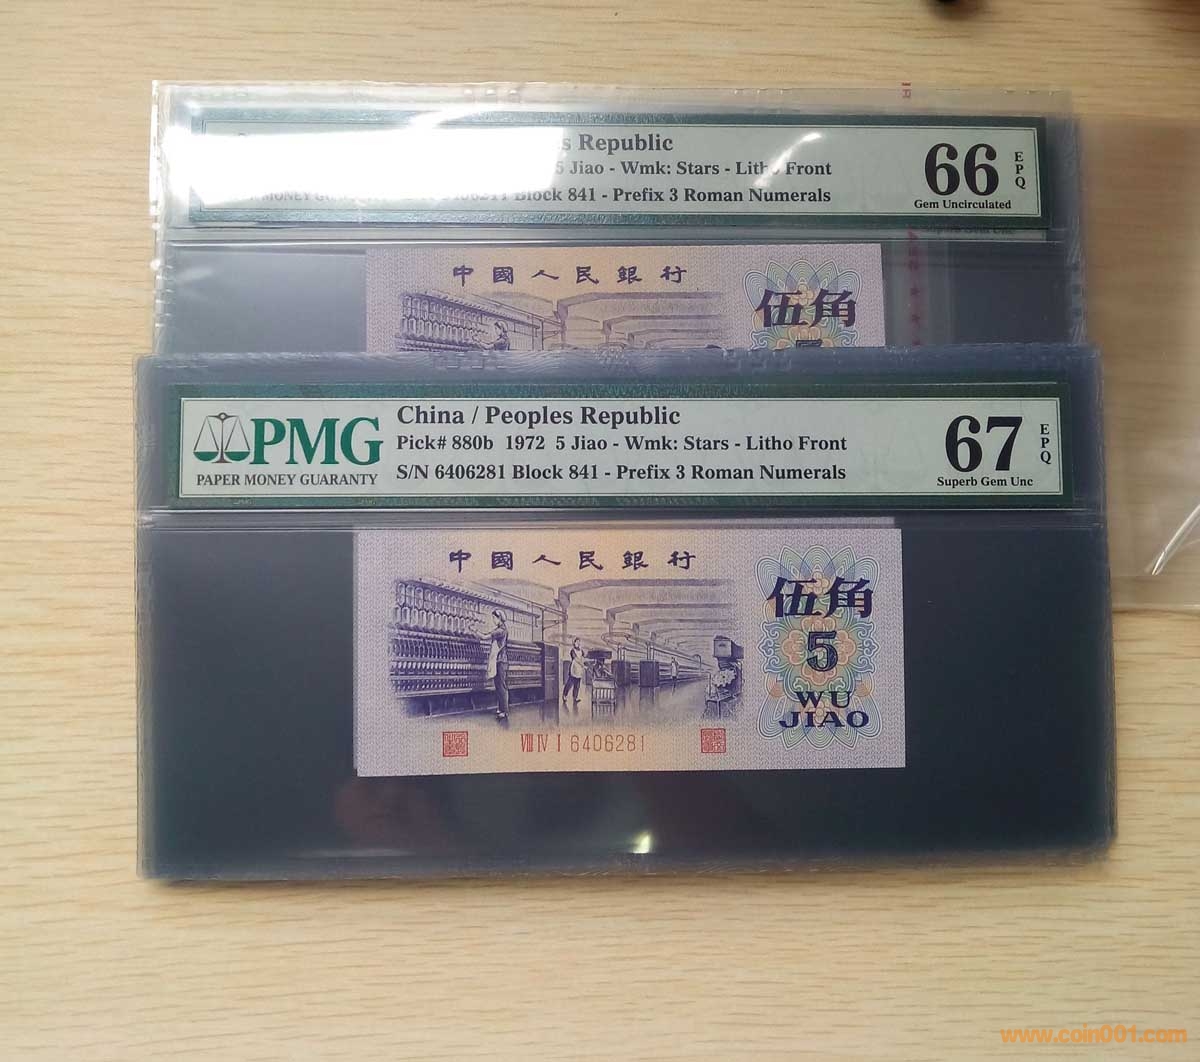 s Republic
5 Jiao - Wmk: Stars - Litho Front
Block 841 - Prefix 3 Roman Numerals
66
EPQ
Gem Uncirculated
Superb Gem Unc
中國人民銀行
伍角
PMG
PAPER MONEY GUARANTY
China / Peoples Republic
Pick# 880b 1972 5 Jiao - Wmk: Stars - Litho Front
S/N 6406281 Block 841 - Prefix 3 Roman Numerals
67
EPQ
Superb Gem Unc
中國人民銀行
伍角
5
WU
JIAO
VIII IV I 6406281
www.coin001.com